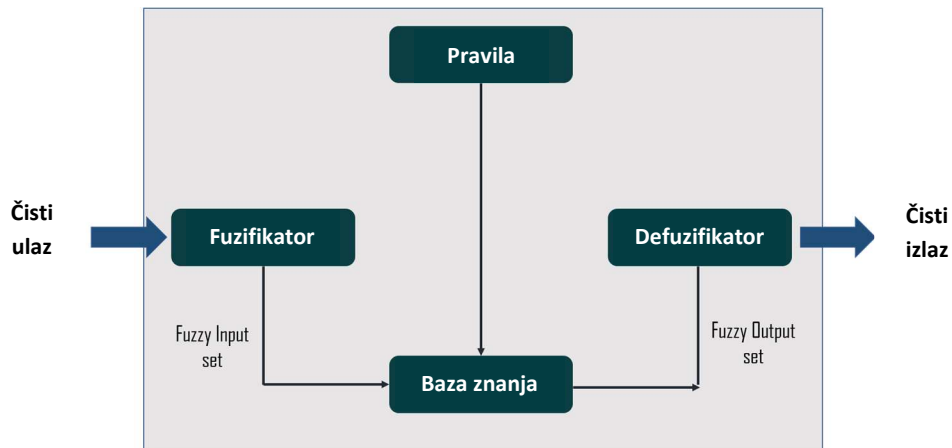 Pravila
Čisti
ulaz
Fuzifikator
Defuzifikator
Čisti
izlaz
Fuzzy Input
set
Fuzzy Output
set
Baza znanja